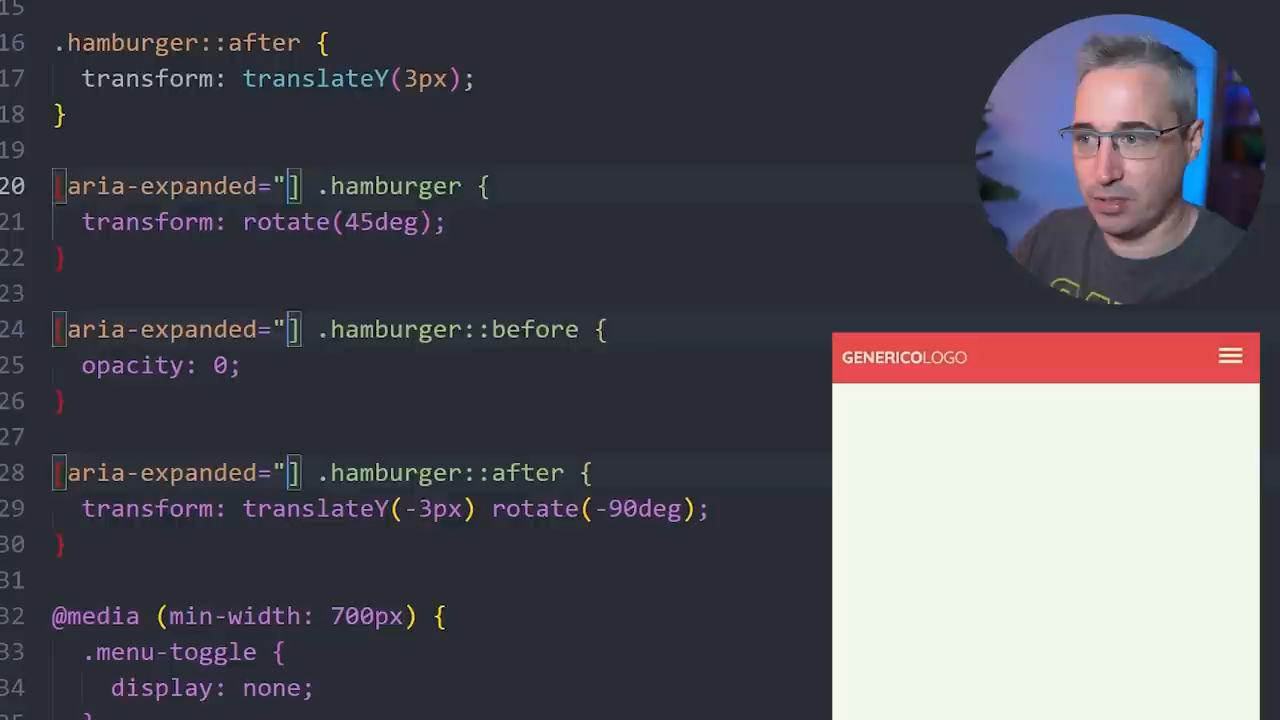 15
16 .hamburger::after {
17 transform: translateY(3px);
18 }
19
20 [aria-expanded="] .hamburger {
21 transform: rotate(45deg);
22 }
23
24 [aria-expanded="] .hamburger::before {
25 opacity: 0;
26 }
27
28 [aria-expanded="] .hamburger::after {
29 transform: translateY(-3px) rotate(-90deg);
30 }
31
32 @media (min-width: 700px) {
33 .menu-toggle {
34 display: none;
35 }
GENERICOLOGO